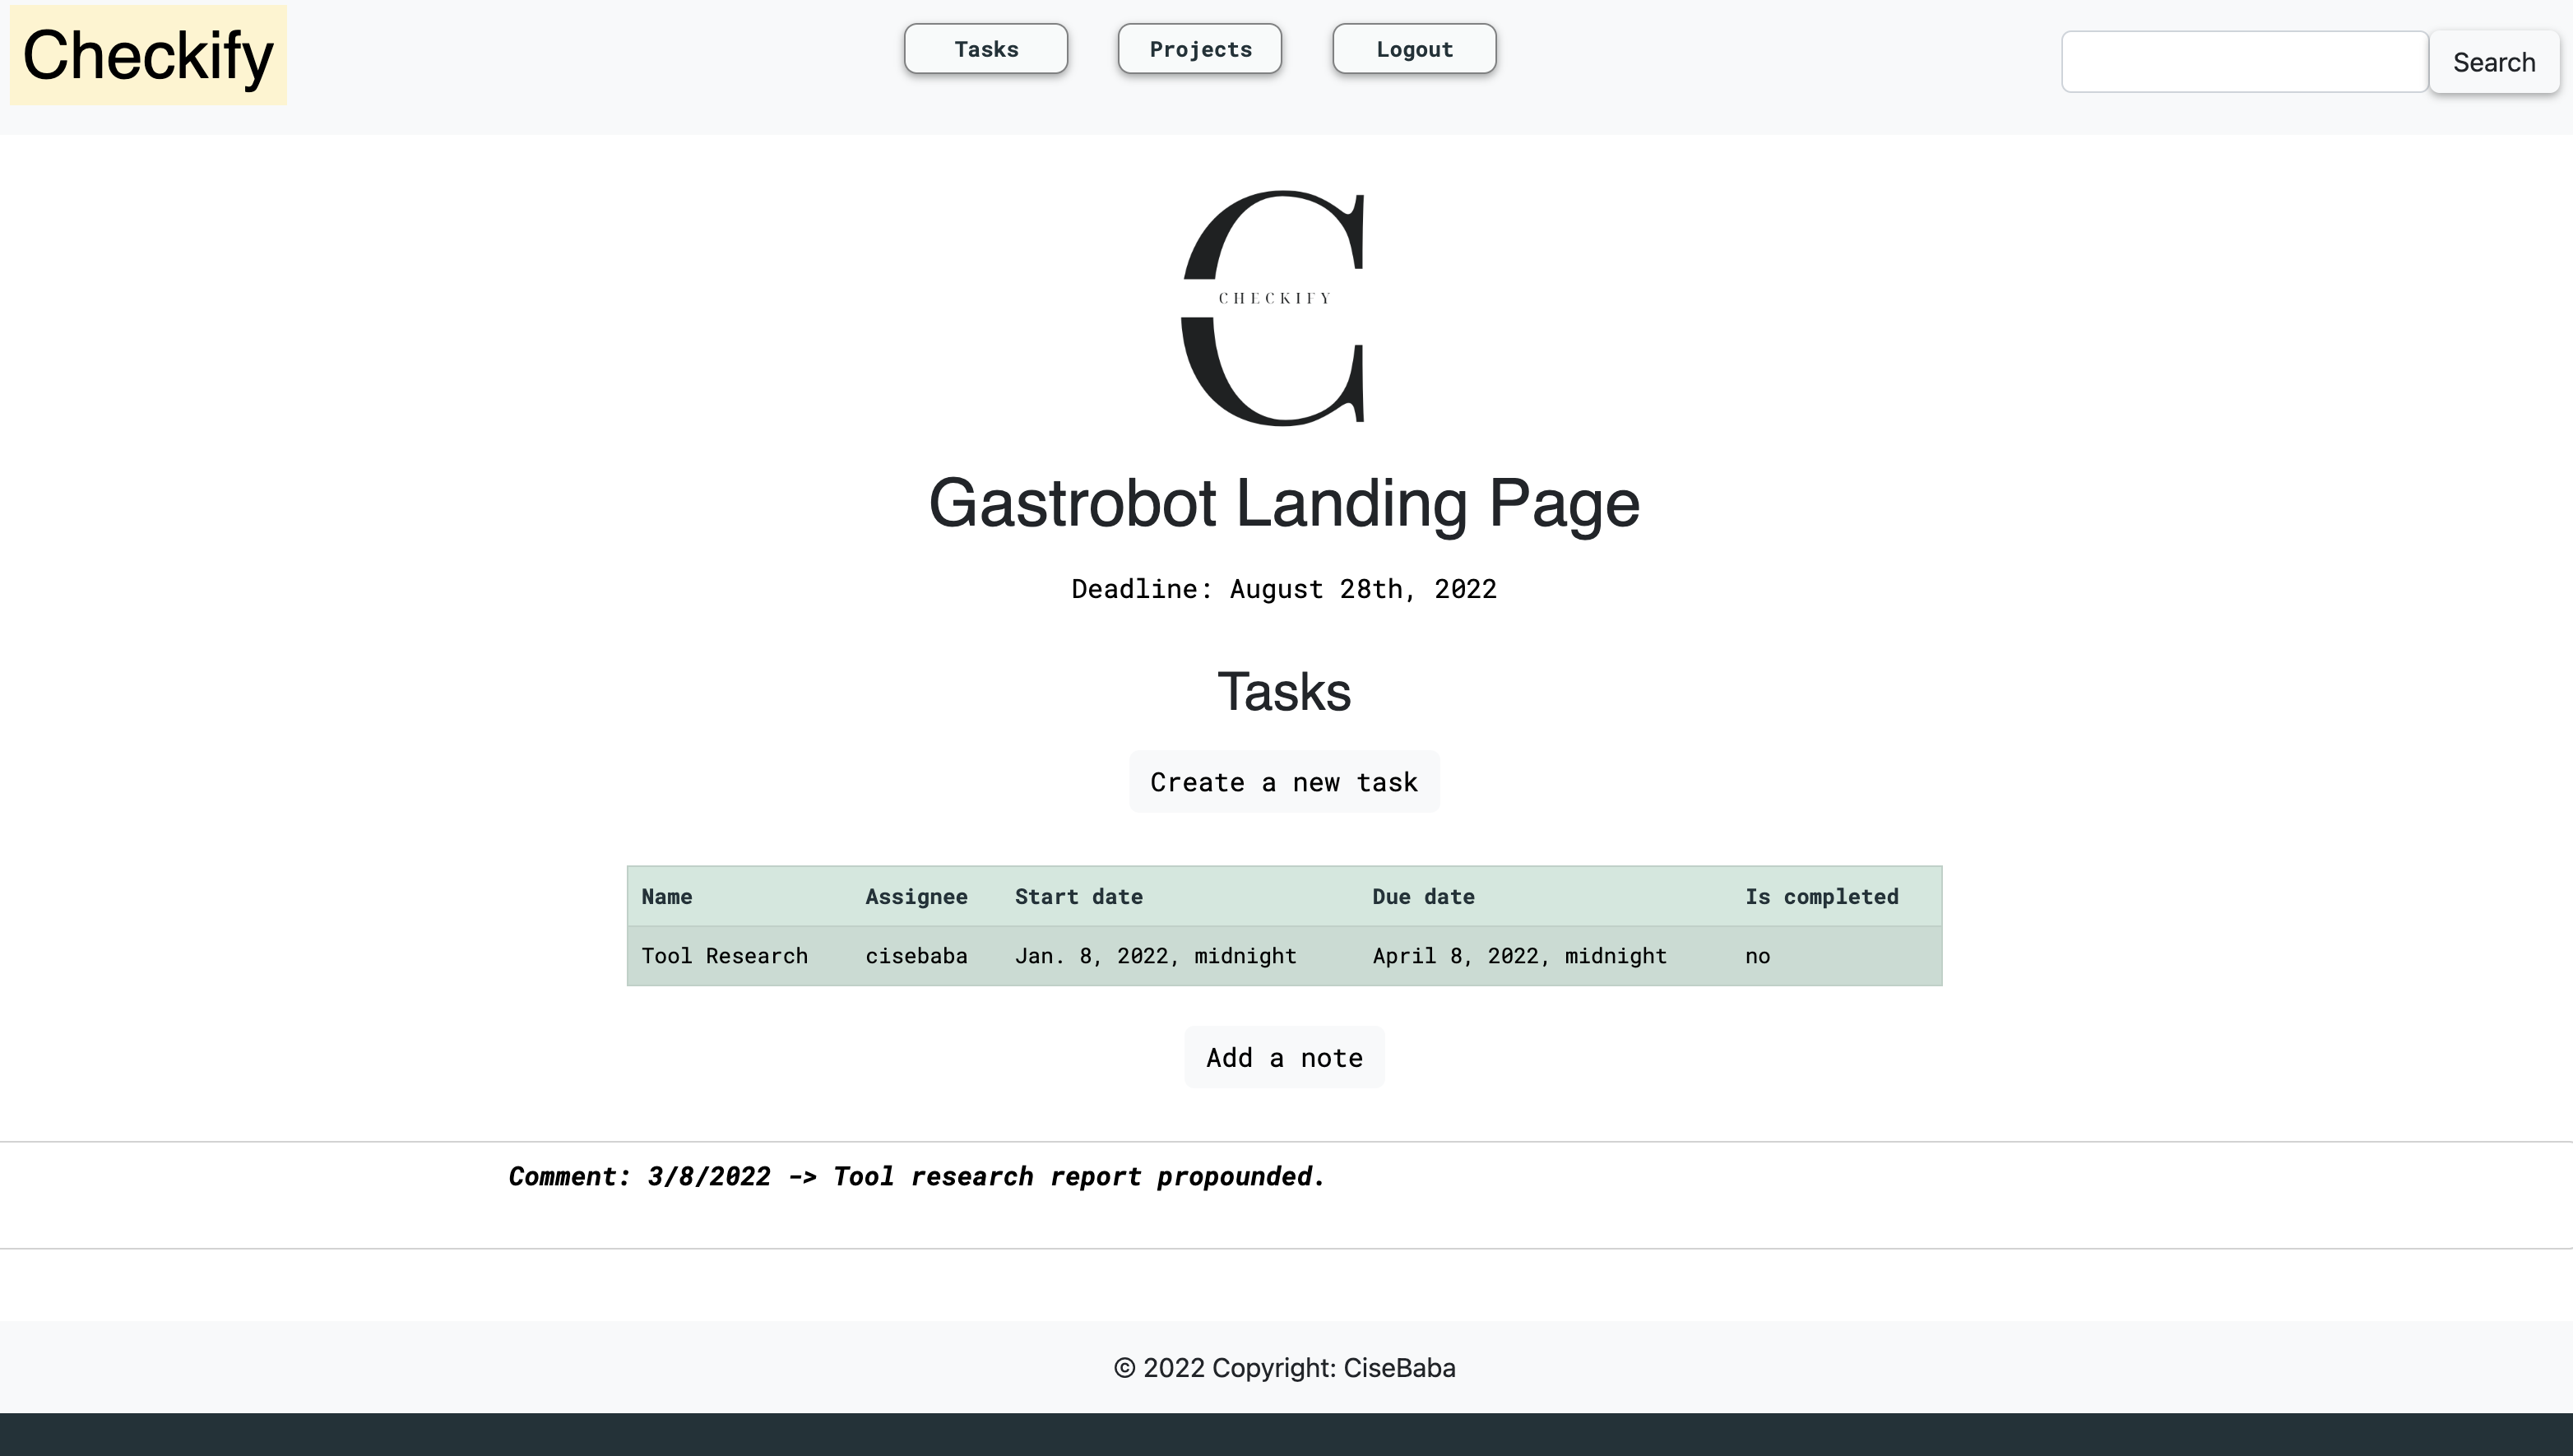 Checkify
Tasks
Projects
Logout
Search
CHECKIFY
Gastrobot Landing Page
Deadline: August 28th, 2022
Tasks
Create a new task
Name Assignee Start date Due date Is completed
Tool Research cisebaba Jan. 8, 2022, midnight April 8, 2022, midnight no
Add a note
Comment: 3/8/2022 -> Tool research report propounded.
© 2022 Copyright: CiseBaba